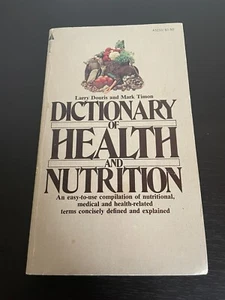 Larry Douris and Mark Timon
DICTIONARY
OF
HEALTH
AND
NUTRITION
An easy-to-use compilation of nutritional,
medical and health-related
terms concisely defined and explained